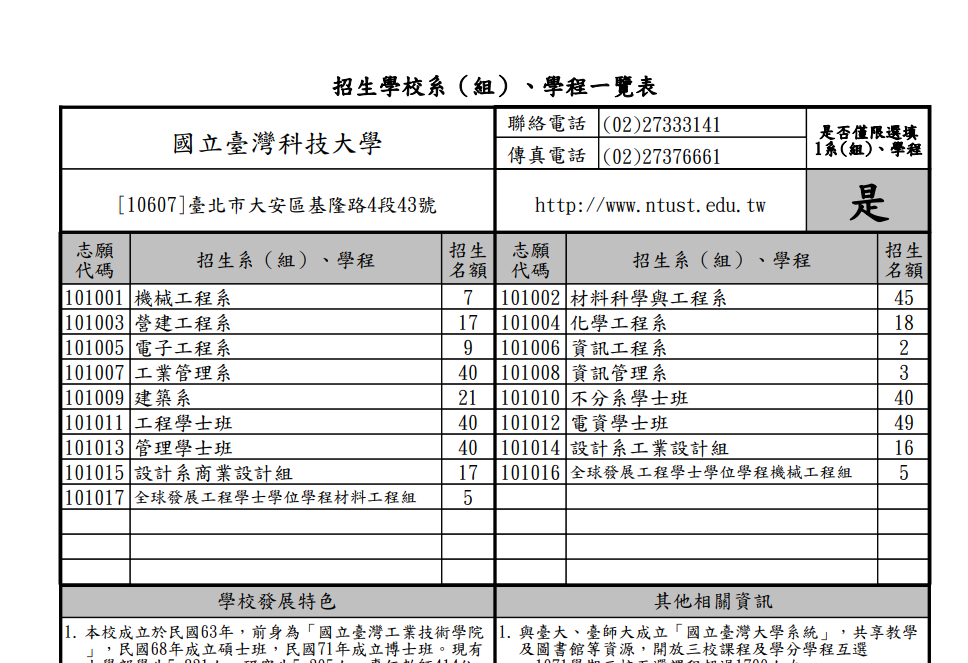 招生學校系（組）、學程一覽表
國立臺灣科技大學
聯絡電話 (02)27333141
傳真電話 (02)27376661
是否僅限選填
1系(組)、學程
[10607]臺北市大安區基隆路4段43號
http://www.ntust.edu.tw
是
志願代碼 招生系（組）、學程 招生名額 志願代碼 招生系（組）、學程 招生名額
101001 機械工程系 7 101002 材料科學與工程系 45
101003 營建工程系 17 101004 化學工程系 18
101005 電子工程系 9 101006 資訊工程系 2
101007 工業管理系 40 101008 資訊管理系 3
101009 建築系 21 101010 不分系學士班 40
101011 工程學士班 40 101012 電資學士班 49
101013 管理學士班 40 101014 設計系工業設計組 16
101015 設計系商業設計組 17 101016 全球發展工程學士學位學程機械工程組 5
101017 全球發展工程學士學位學程材料工程組 5
學校發展特色 其他相關資訊
1. 本校成立於民國63年，前身為「國立臺灣工業技術學院
」，民國68年成立碩士班，民國71年成立博士班。現有
1. 與臺大、臺師大成立「國立臺灣大學系統」，共享教學
及圖書館等資源，開放三校課程及學分學程互選